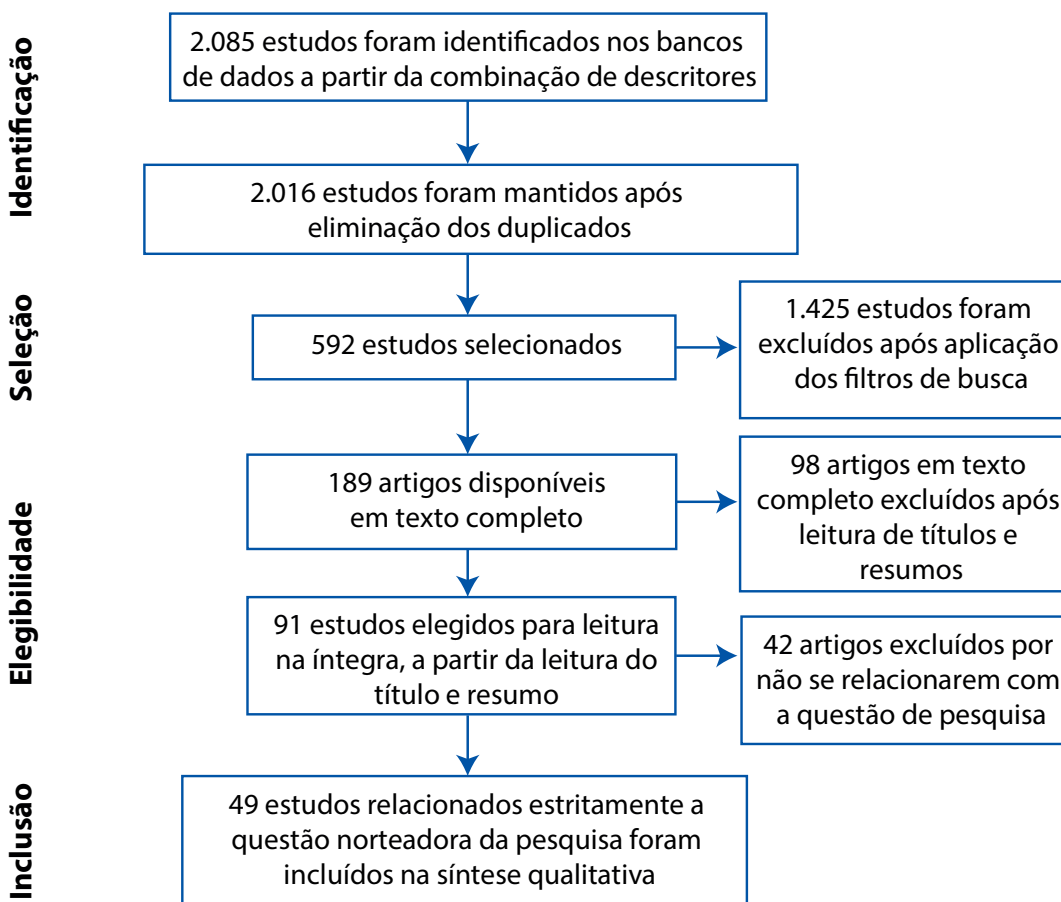 Identificação
2.085 estudos foram identificados nos bancos
de dados a partir da combinação de descritores
2.016 estudos foram mantidos após
eliminação dos duplicados
Seleção
592 estudos selecionados
1.425 estudos foram
excluídos após aplicação
dos filtros de busca
Elegibilidade
189 artigos disponíveis
em texto completo
98 artigos em texto
completo excluídos após
leitura de títulos e
resumos
91 estudos elegidos para leitura
na íntegra, a partir da leitura do
título e resumo
42 artigos excluídos por
não se relacionarem com
a questão de pesquisa
Inclusão
49 estudos relacionados estritamente a
questão norteadora da pesquisa foram
incluídos na síntese qualitativa